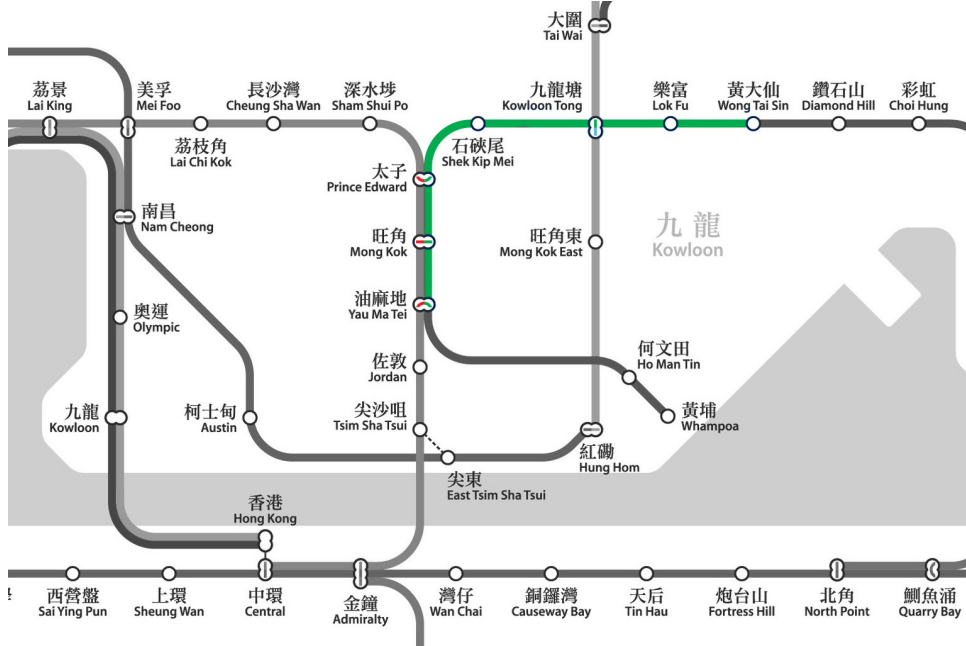 大圍
Tai Wai
荔景
Lai King
美孚
Mei Foo
長沙灣
Cheung Sha Wan
深水埗
Sham Shui Po
九龍塘
Kowloon Tong
樂富
Lok Fu
黃大仙
Wong Tai Sin
鑽石山
Diamond Hill
彩虹
Choi Hung
荔枝角
Lai Chi Kok
石硤尾
Shek Kip Mei
太子
Prince Edward
南昌
Nam Cheong
旺角
Mong Kok
旺角東
Mong Kok East
九龍
Kowloon
奧運
Olympic
油麻地
Yau Ma Tei
佐敦
Jordan
何文田
Ho Man Tin
九龍
Kowloon
柯士甸
Austin
尖沙咀
Tsim Sha Tsui
黃埔
Whampoa
紅磡
Hung Hom
尖東
East Tsim Sha Tsui
香港
Hong Kong
西營盤
Sai Ying Pun
上環
Sheung Wan
中環
Central
金鐘
Admiralty
灣仔
Wan Chai
銅鑼灣
Causeway Bay
天后
Tin Hau
炮台山
Fortress Hill
北角
North Point
鰂魚涌
Quarry Bay